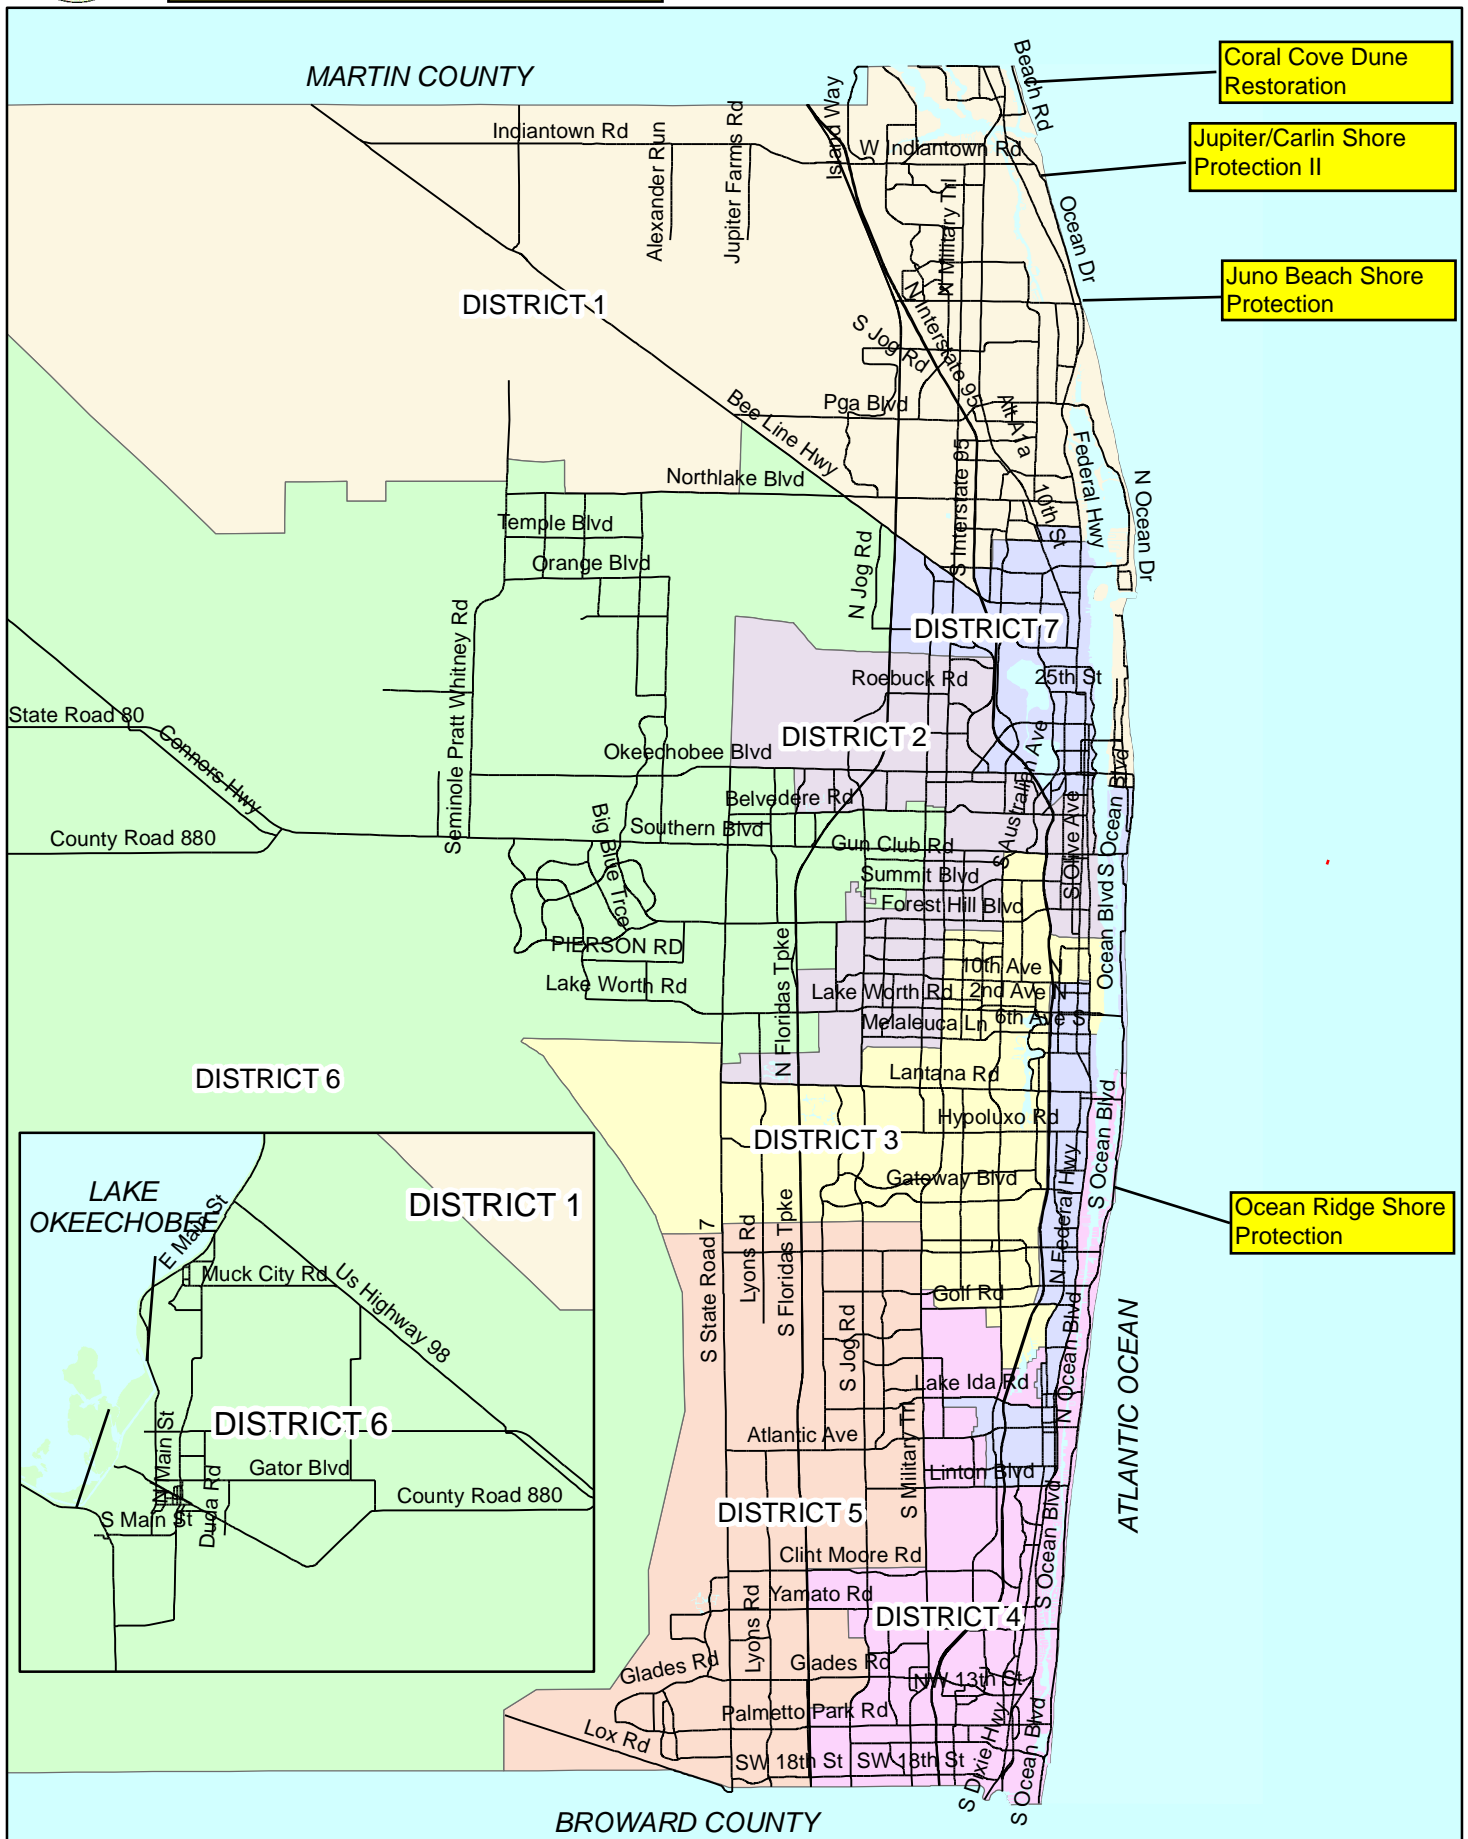 MARTIN COUNTY
Coral Cove Dune
Restoration
Beach Rd
Island Way
Indiantown Rd
W Indiantown Rd
Jupiter/Carlin Shore
Protection II
Alexander Run
Jupiter Farms Rd
N Military Trl
Ocean Dr
Juno Beach Shore
Protection
DISTRICT 1
N Interstate 95
S Jog Rd
Pga Blvd
Alt A1a
Bee Line Hwy
Federal Hwy
Northlake Blvd
S Interstate 95
10th St
N Ocean Dr
Temple Blvd
Orange Blvd
N Jog Rd
DISTRICT 7
Seminole Pratt Whitney Rd
Roebuck Rd
25th St
State Road 80
Connors Hwy
Okeechobee Blvd
DISTRICT 2
S Australian Ave
Belvedere Rd
S Ocean Blvd
Big Blue Trce
Southern Blvd
County Road 880
Gun Club Rd
S Olive Ave
Summit Blvd
Forest Hill Blvd
Ocean Blvd
PIERSON RD
N Floridas Tpke
10th Ave N
Lake Worth Rd
Lake Worth Rd
2nd Ave N
Melaleuca Ln
6th Ave S
DISTRICT 6
Lantana Rd
Hypoluxo Rd
S Ocean Blvd
DISTRICT 3
Gateway Blvd
N Federal Hwy
Ocean Ridge Shore
Protection
LAKE
OKEECHOBEE
DISTRICT 1
E Main St
Muck City Rd
Us Highway 98
S State Road 7
Lyons Rd
S Floridas Tpke
Golf Rd
N Ocean Blvd
S Jog Rd
Lake Ida Rd
ATLANTIC OCEAN
DISTRICT 6
N Main St
Gator Blvd
County Road 880
S Main St
Duda Rd
Atlantic Ave
S Military Trl
Linton Blvd
DISTRICT 5
S Ocean Blvd
Clint Moore Rd
Yamato Rd
Lyons Rd
DISTRICT 4
Glades Rd
Glades Rd
NW 13th St
Palmetto Park Rd
Lox Rd
SW 18th St
SW 18th St
S Dixie Hwy
S Ocean Blvd
BROWARD COUNTY